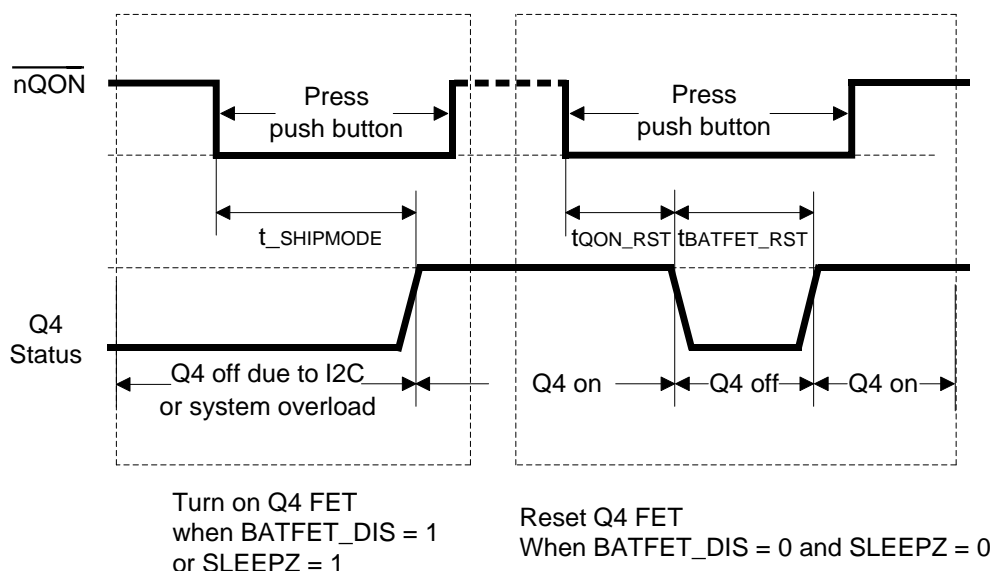 nQON
Press
push button
Press
push button
t_SHIPMODE
tQON_RST
tBATFET_RST
Q4
Status
Q4 off due to I2C
or system overload
Q4 on
Q4 off
Q4 on
Turn on Q4 FET
when BATFET_DIS = 1
or SLEEPZ = 1
Reset Q4 FET
When BATFET_DIS = 0 and SLEEPZ = 0